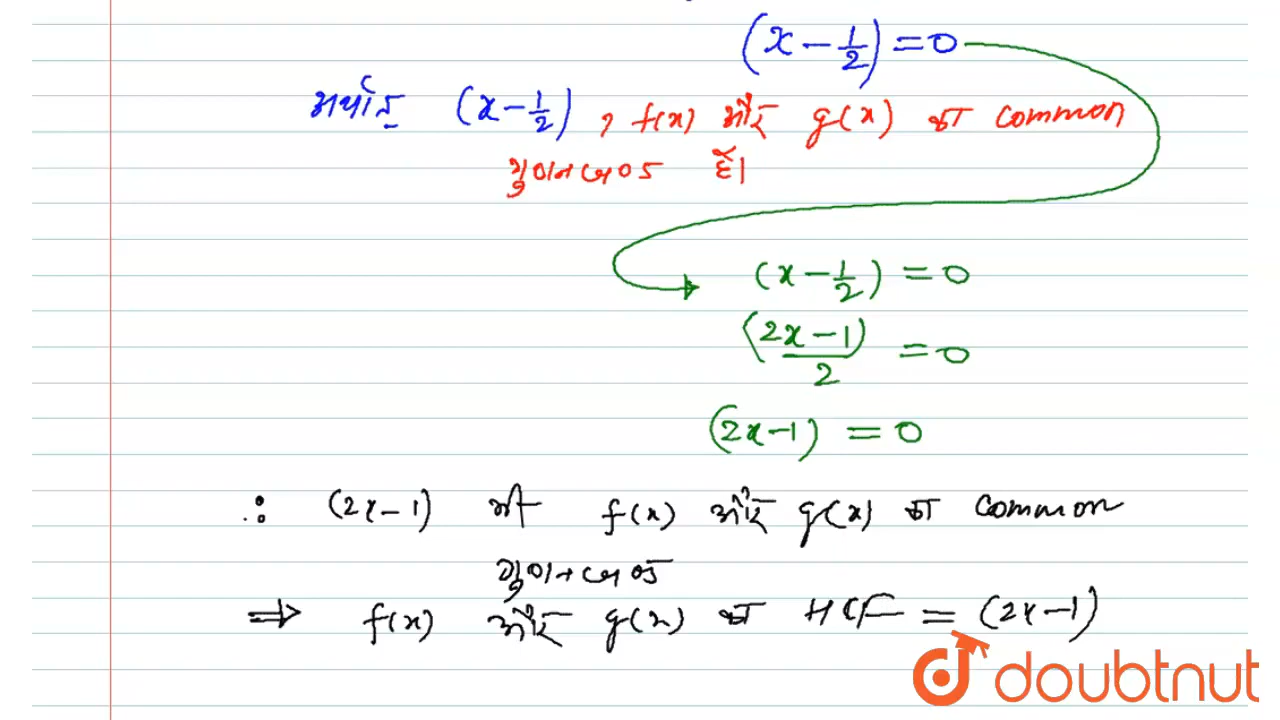 (x - 1/2) = 0
अर्थात् (x - 1/2), f(x) और g(x) का common
गुणनखण्ड है।
(x - 1/2) = 0
(2x - 1)/2 = 0
(2x - 1) = 0
∴ (2x - 1) भी f(x) और g(x) का common
गुणनखण्ड
⇒ f(x) और g(x) का HCF = (2x - 1)
doubtnut